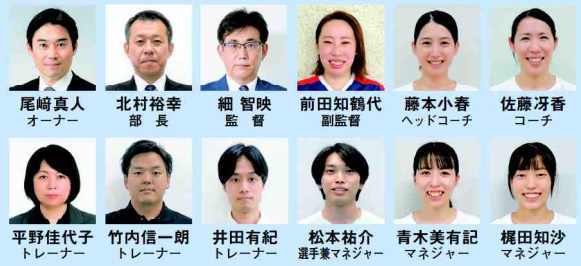 尾﨑真人 北村裕幸 細 智映 前田知鶴代 藤本小春 佐藤冴香
オーナー 部 長 監 督 副監督 ヘッドコーチ コーチ
平野佳代子 竹内信一朗 井田有紀 松本祐介 青木美有記 梶田知沙
トレーナー トレーナー トレーナー 選手兼マネジャー マネジャー マネジャー